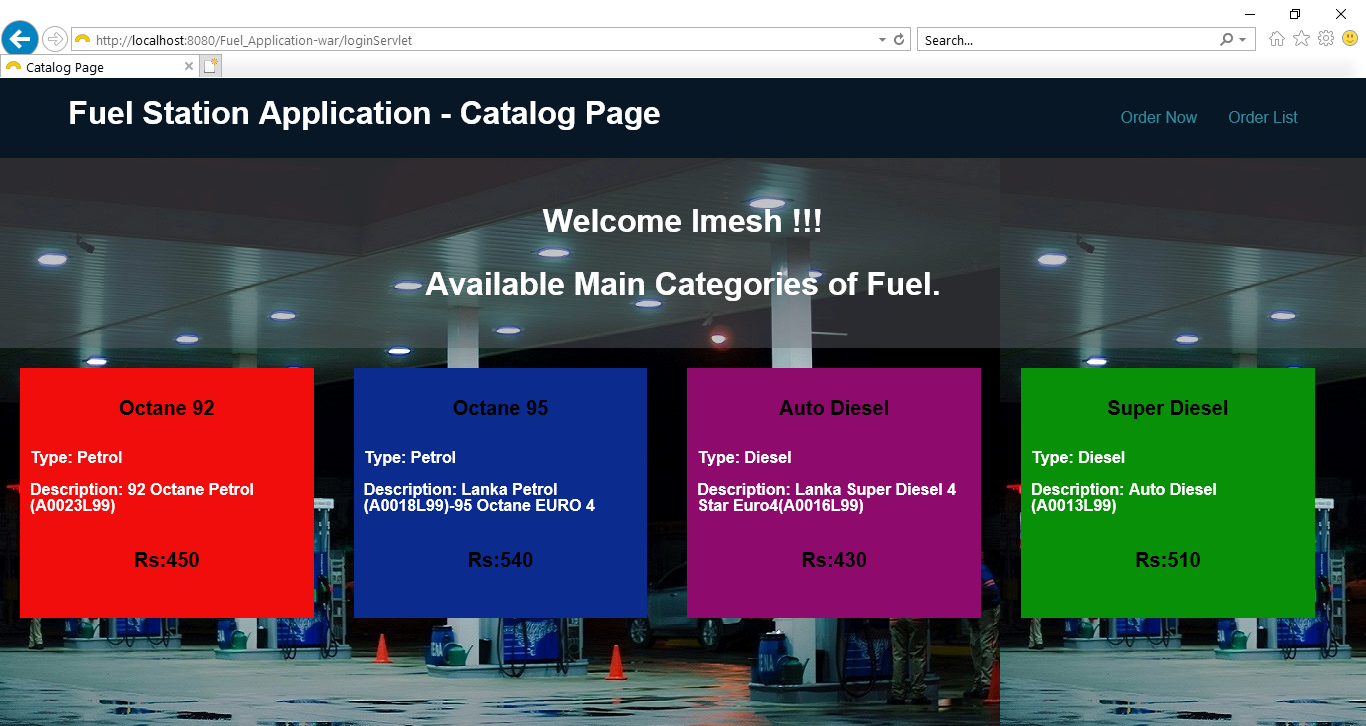 http://localhost:8080/Fuel_Application-war/loginServlet
Search...
Catalog Page
Fuel Station Application - Catalog Page
Order Now
Order List
Welcome Imesh !!!
Available Main Categories of Fuel.
Octane 92
Type: Petrol
Description: 92 Octane Petrol
(A0023L99)
Rs:450
Octane 95
Type: Petrol
Description: Lanka Petrol
(A0018L99)-95 Octane EURO 4
Rs:540
Auto Diesel
Type: Diesel
Description: Lanka Super Diesel 4
Star Euro4(A0016L99)
Rs:430
Super Diesel
Type: Diesel
Description: Auto Diesel
(A0013L99)
Rs:510